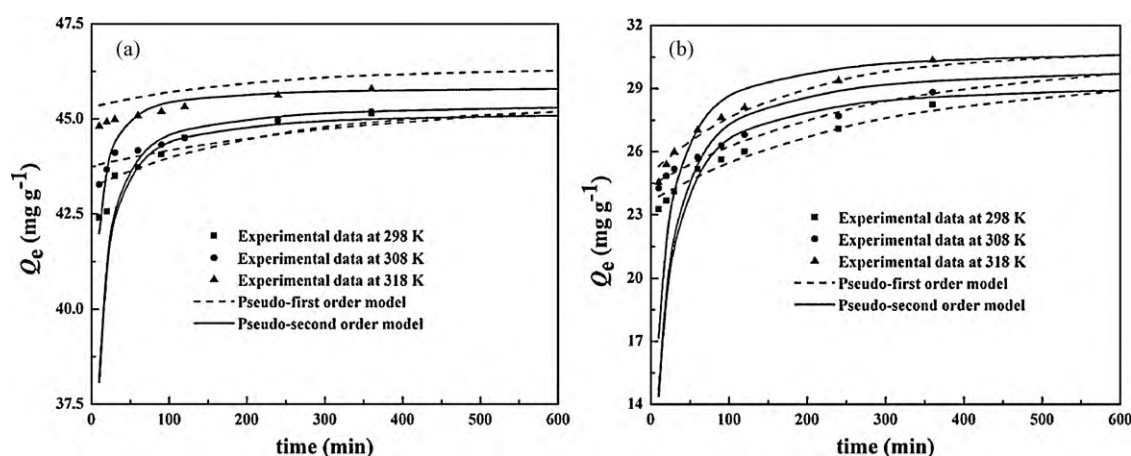 (a)
47.5
45.0
42.5
40.0
37.5
Qe (mg g-1)
Experimental data at 298 K
Experimental data at 308 K
Experimental data at 318 K
Pseudo-first order model
Pseudo-second order model
0 100 200 300 400 500 600
time (min)
(b)
32
29
26
23
20
17
14
Qe (mg g-1)
Experimental data at 298 K
Experimental data at 308 K
Experimental data at 318 K
Pseudo-first order model
Pseudo-second order model
0 100 200 300 400 500 600
time (min)